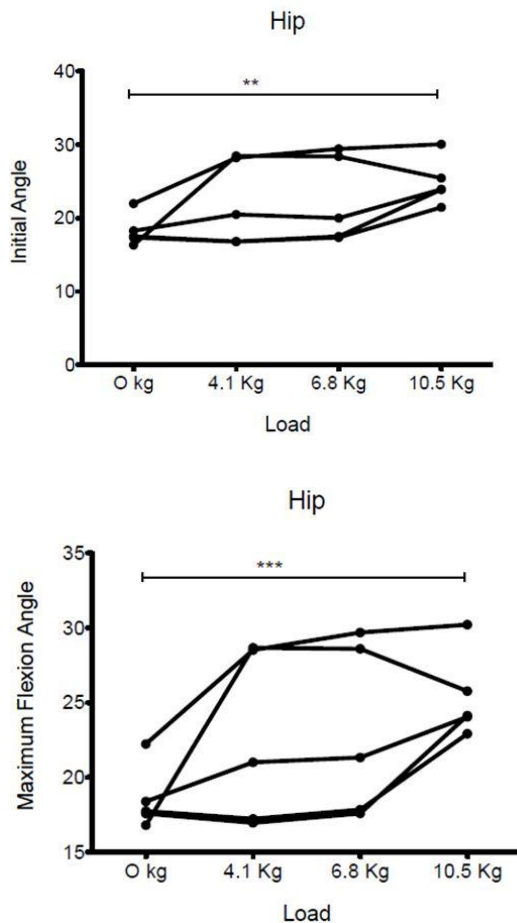 Hip
**
40
30
20
10
0
Initial Angle
O kg 4.1 Kg 6.8 Kg 10.5 Kg
Load
Hip
***
35
30
25
20
15
Maximum Flexion Angle
O kg 4.1 Kg 6.8 Kg 10.5 Kg
Load